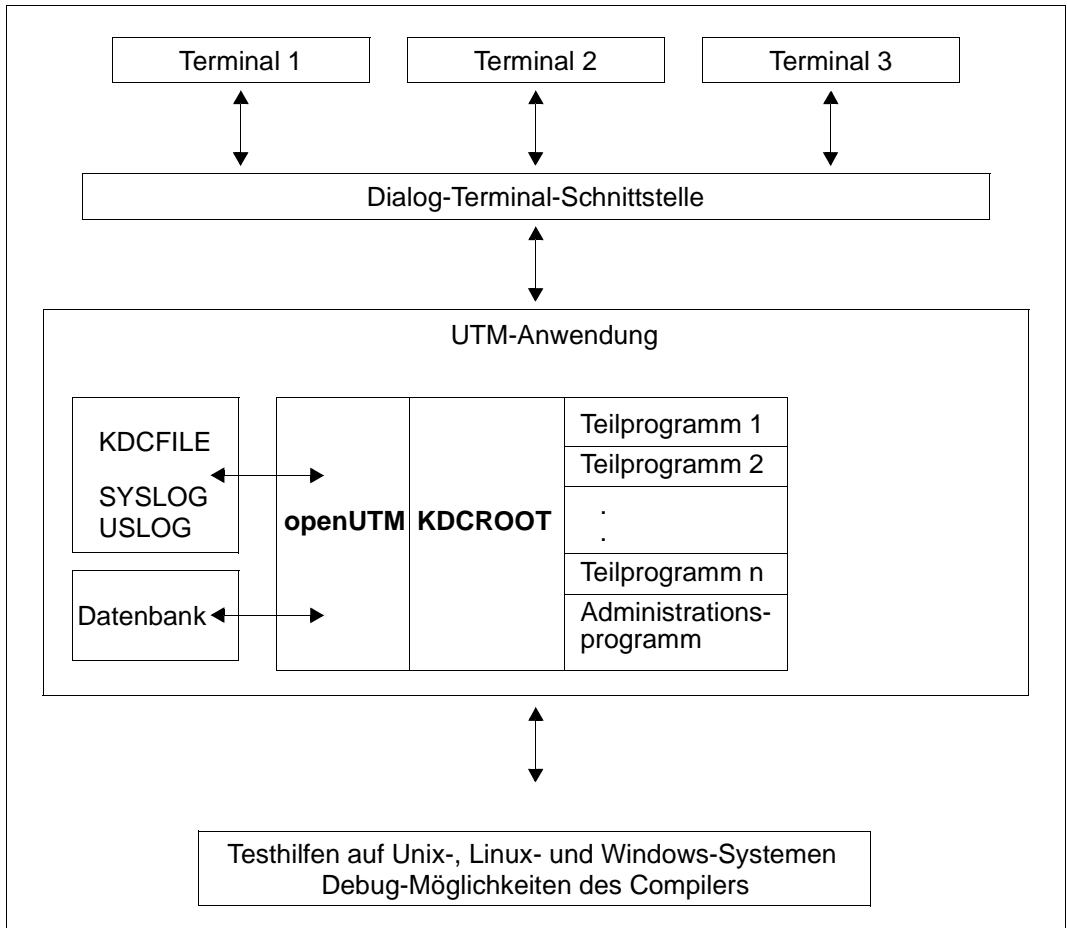 Terminal 1
Terminal 2
Terminal 3
Dialog-Terminal-Schnittstelle
UTM-Anwendung
KDCFILE
SYSLOG
USLOG
Datenbank
openUTM
KDCROOT
Teilprogramm 1
Teilprogramm 2
.
.
Teilprogramm n
Administrations-
programm
Testhilfen auf Unix-, Linux- und Windows-Systemen
Debug-Möglichkeiten des Compilers